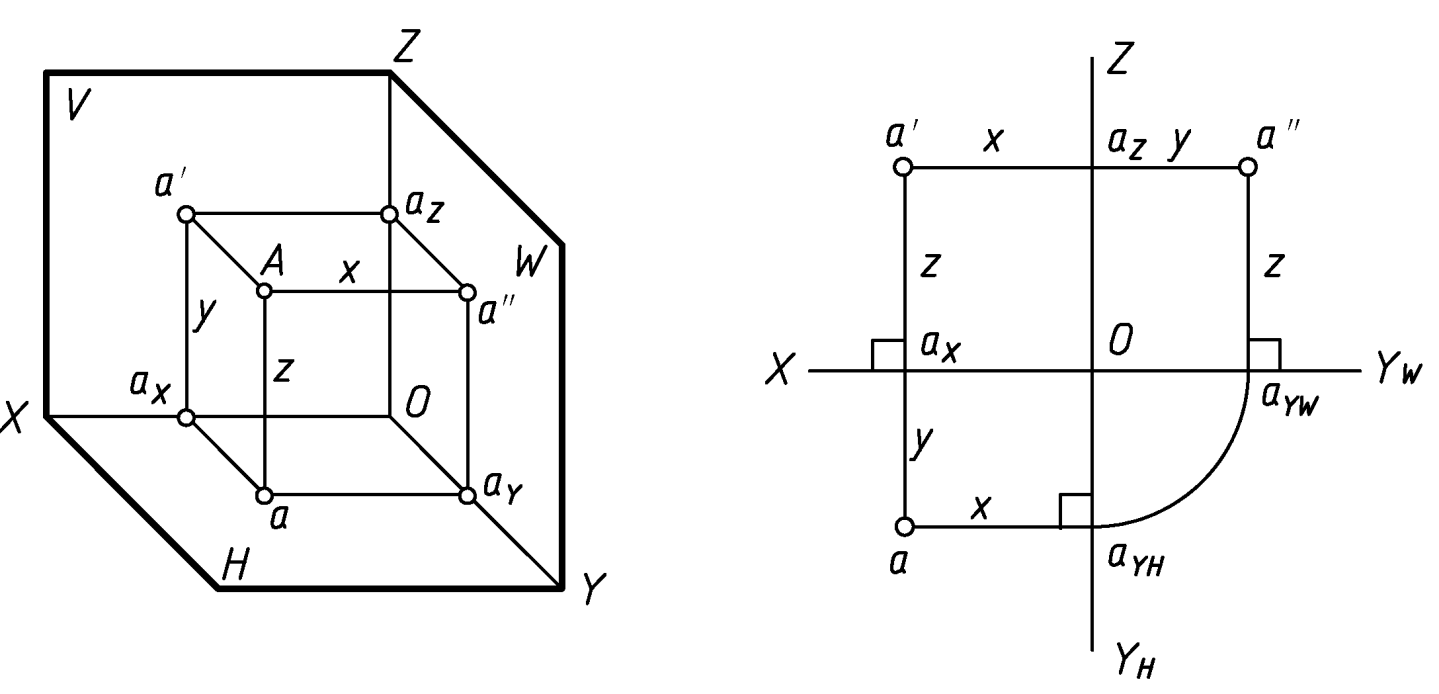 Z
V
a' a_Z
A x W
y a''
a_X z
X O
a_Y
a
H Y
Z
a' x a_Z y a''
z z
X a_X O Y_W
a_YW
y
x
a a_YH
Y_H